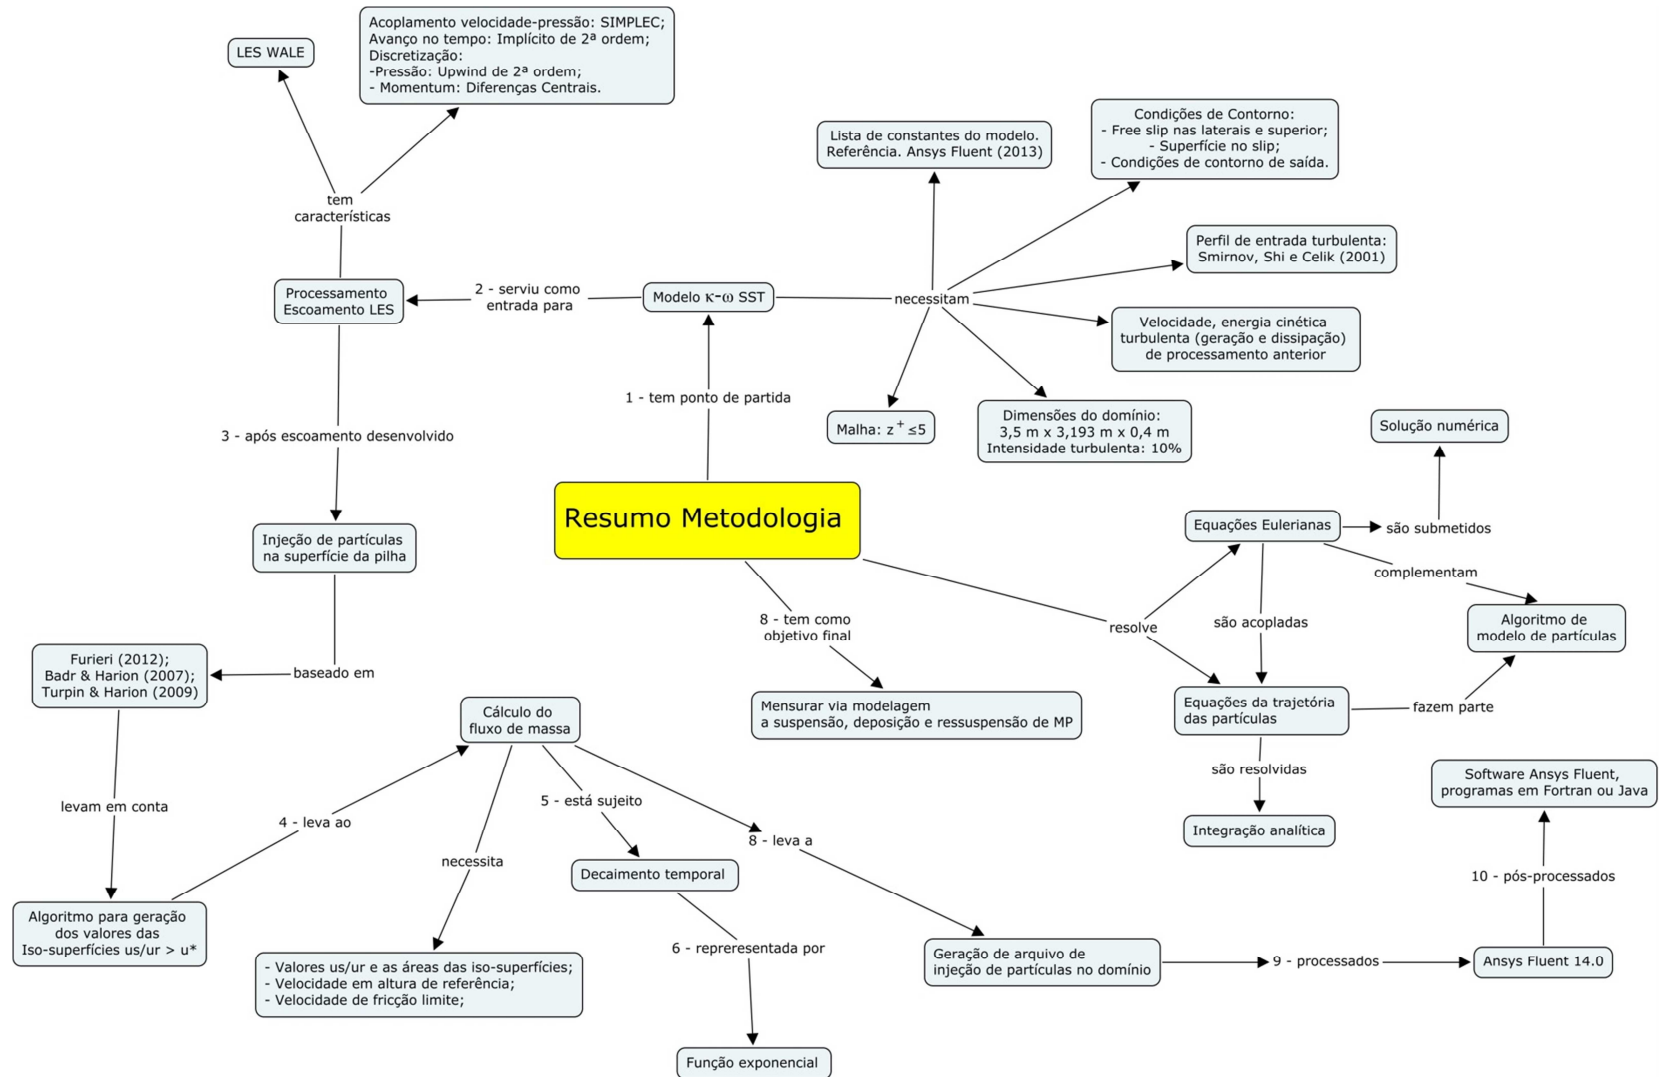 Acoplamento velocidade-pressão: SIMPLEC;
Avanço no tempo: Implícito de 2ª ordem;
Discretização:
-Pressão: Upwind de 2ª ordem;
- Momentum: Diferenças Centrais.
LES WALE
tem
características
Lista de constantes do modelo.
Referência. Ansys Fluent (2013)
Condições de Contorno:
- Free slip nas laterais e superior;
- Superfície no slip;
- Condições de contorno de saída.
Perfil de entrada turbulenta:
Smirnov, Shi e Celik (2001)
Processamento
Escoamento LES
2 - serviu como
entrada para
Modelo κ-ω SST
necessitam
Velocidade, energia cinética
turbulenta (geração e dissipação)
de processamento anterior
1 - tem ponto de partida
Malha: z⁺ ≤5
Dimensões do domínio:
3,5 m x 3,193 m x 0,4 m
Intensidade turbulenta: 10%
Solução numérica
3 - após escoamento desenvolvido
Resumo Metodologia
Equações Eulerianas
são submetidos
Injeção de partículas
na superfície da pilha
complementam
8 - tem como
objetivo final
resolve
são acopladas
Algoritmo de
modelo de partículas
Furieri (2012);
Badr & Harion (2007);
Turpin & Harion (2009)
baseado em
Mensurar via modelagem
a suspensão, deposição e ressuspensão de MP
Equações da trajetória
das partículas
fazem parte
Cálculo do
fluxo de massa
são resolvidas
Software Ansys Fluent,
programas em Fortran ou Java
levam em conta
4 - leva ao
5 - está sujeito
8 - leva a
Integração analítica
necessita
Decaimento temporal
10 - pós-processados
Algoritmo para geração
dos valores das
Iso-superfícies us/ur > u*
6 - repreresentada por
- Valores us/ur e as áreas das iso-superfícies;
- Velocidade em altura de referência;
- Velocidade de fricção limite;
Geração de arquivo de
injeção de partículas no domínio
9 - processados
Ansys Fluent 14.0
Função exponencial